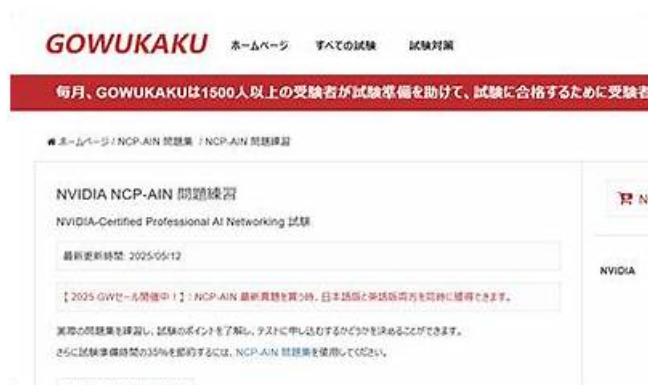 GOWUKAKU ホームページ すべての試験 試験対策
毎月、GOWUKAKUは1500人以上の受験者が試験準備を助けて、試験に合格するために受験者
ホームページ / NCP-AIN 問題集 / NCP-AIN 問題練習
NVIDIA NCP-AIN 問題練習
NVIDIA-Certified Professional AI Networking 試験
N
最新更新時間: 2025/05/12
NVIDIA
【 2025 GWセール開催中！】: NCP-AIN 最新真題を買う時、日本語版と英語版両方を同時に獲得できます。
実際の問題集を練習し、試験のポイントを了解し、テストに申し込むするかどうかを決めることができます。
さらに試験準備時間の35%を節約するには、NCP-AIN 問題集を使用してください。